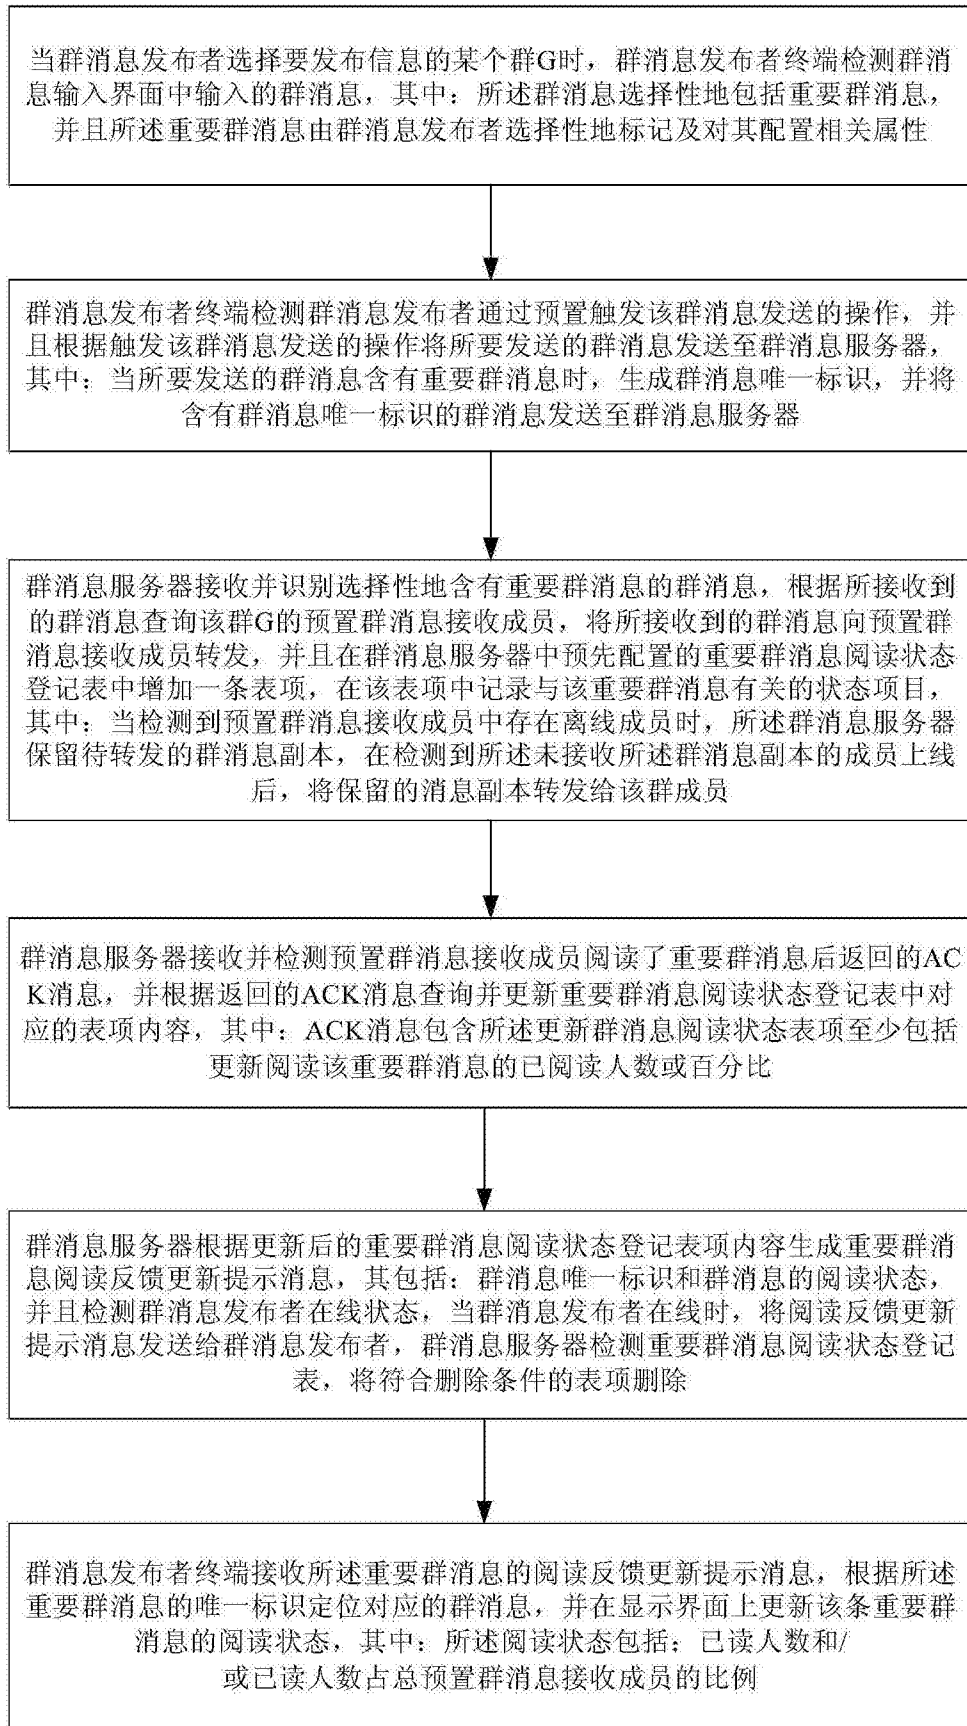 当群消息发布者选择要发布信息的某个群G时，群消息发布者终端检测群消
息输入界面中输入的群消息，其中：所述群消息选择性地包括重要群消息，
并且所述重要群消息由群消息发布者选择性地标记及对其配置相关属性
群消息发布者终端检测群消息发布者通过预置触发该群消息发送的操作，并
且根据触发该群消息发送的操作将所要发送的群消息发送至群消息服务器，
其中：当所要发送的群消息含有重要群消息时，生成群消息唯一标识，并将
含有群消息唯一标识的群消息发送至群消息服务器
群消息服务器接收并识别选择性地含有重要群消息的群消息，根据所接收到
的群消息查询该群G的预置群消息接收成员，将所接收到的群消息向预置群
消息接收成员转发，并且在群消息服务器中预先配置的重要群消息阅读状态
登记表中增加一条表项，在该表项中记录与该重要群消息有关的状态项目，
其中：当检测到预置群消息接收成员中存在离线成员时，所述群消息服务器
保留待转发的群消息副本，在检测到所述未接收所述群消息副本的成员上线
后，将保留的消息副本转发给该群成员
群消息服务器接收并检测预置群消息接收成员阅读了重要群消息后返回的AC
K消息，并根据返回的ACK消息查询并更新重要群消息阅读状态登记表中对
应的表项内容，其中：ACK消息包含所述更新群消息阅读状态表项至少包括
更新阅读该重要群消息的已阅读人数或百分比
群消息服务器根据更新后的重要群消息阅读状态登记表项内容生成重要群消
息阅读反馈更新提示消息，其包括：群消息唯一标识和群消息的阅读状态，
并且检测群消息发布者在线状态，当群消息发布者在线时，将阅读反馈更新
提示消息发送给群消息发布者，群消息服务器检测重要群消息阅读状态登记
表，将符合删除条件的表项删除
群消息发布者终端接收所述重要群消息的阅读反馈更新提示消息，根据所述
重要群消息的唯一标识定位对应的群消息，并在显示界面上更新该条重要群
消息的阅读状态，其中：所述阅读状态包括：已读人数和/
或已读人数占总预置群消息接收成员的比例